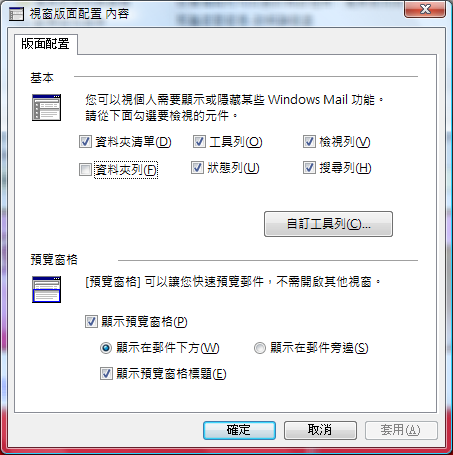 視窗版面配置 內容
版面配置
基本
您可以視個人需要顯示或隱藏某些 Windows Mail 功能。
請從下面勾選要檢視的元件。
資料夾清單(D) 工具列(O) 檢視列(V)
資料夾列(F) 狀態列(U) 搜尋列(H)
自訂工具列(C)...
預覽窗格
[預覽窗格] 可以讓您快速預覽郵件，不需開啟其他視窗。
顯示預覽窗格(P)
顯示在郵件下方(W) 顯示在郵件旁邊(S)
顯示預覽窗格標題(E)
確定 取消 套用(A)